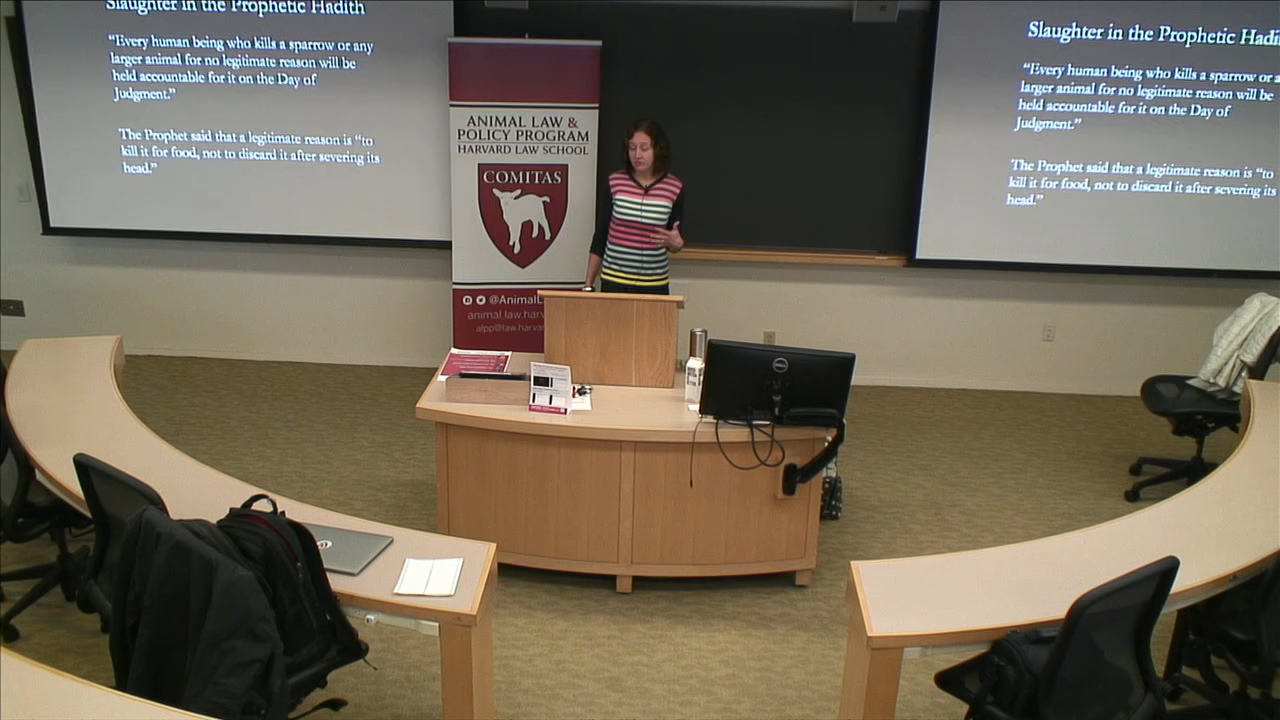 Slaughter in the Prophetic Hadith
“Every human being who kills a sparrow or any
larger animal for no legitimate reason will be
held accountable for it on the Day of
Judgment.”
The Prophet said that a legitimate reason is “to
kill it for food, not to discard it after severing its
head.”
ANIMAL LAW &
POLICY PROGRAM
HARVARD LAW SCHOOL
COMITAS
@AnimalL
animal.law.harv
alpp@law.harvar
Slaughter in the Prophetic Hadi
“Every human being who kills a sparrow or a
larger animal for no legitimate reason will be
held accountable for it on the Day of
Judgment.”
The Prophet said that a legitimate reason is “to
kill it for food, not to discard it after severing its
head.”
DELL